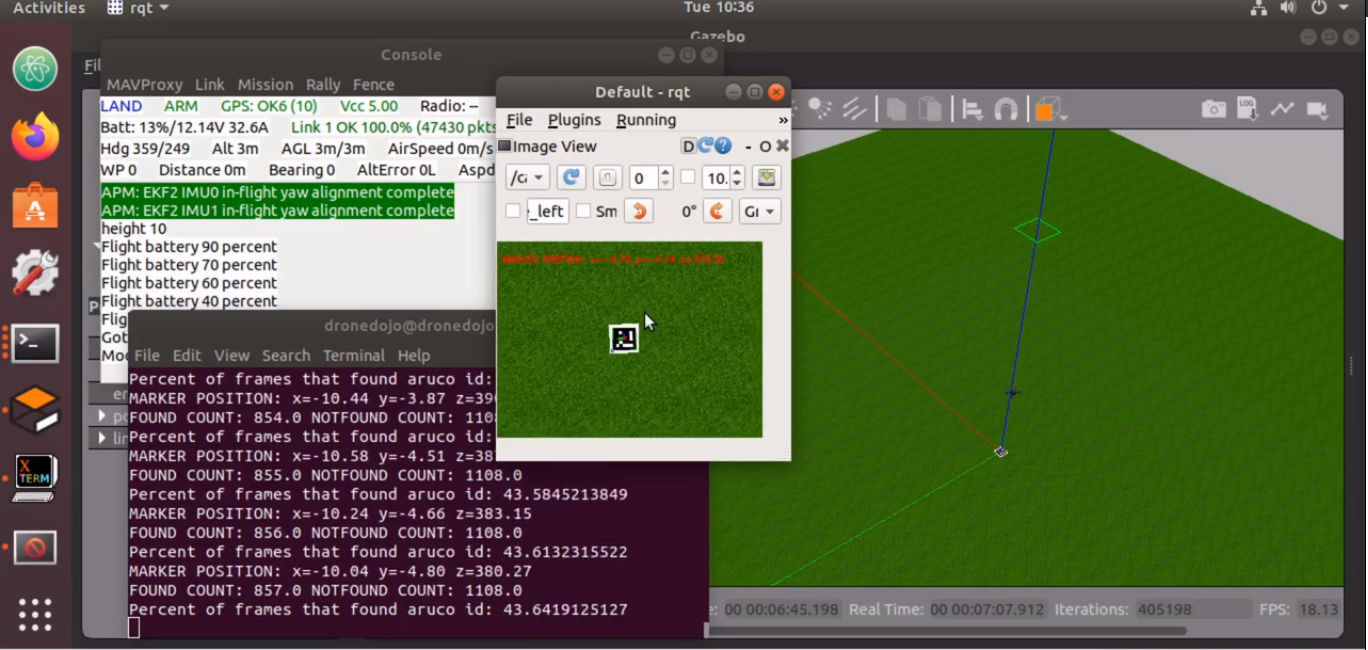 Activities rqt Tue 10:36
Gazebo
Console
MAVProxy Link Mission Rally Fence
LAND ARM GPS: OK6 (10) Vcc 5.00 Radio: --
Batt: 13%/12.14V 32.6A Link 1 OK 100.0% (47430 pkts
Hdg 359/249 Alt 3m AGL 3m/3m AirSpeed 0m/s
WP 0 Distance 0m Bearing 0 AltError 0L Aspd
APM: EKF2 IMU0 in-flight yaw alignment complete
APM: EKF2 IMU1 in-flight yaw alignment complete
height 10
Flight battery 90 percent
Flight battery 70 percent
Flight battery 60 percent
Flight battery 40 percent
Flig
Got
Mo
Default - rqt
File Plugins Running »
Image View D - O
0 10.
_left Sm 0°
MARKER POSITION:
dronedojo@dronedojo
File Edit View Search Terminal Help
Percent of frames that found aruco id:
MARKER POSITION: x=-10.44 y=-3.87 z=39
FOUND COUNT: 854.0 NOTFOUND COUNT: 1108
Percent of frames that found aruco id:
MARKER POSITION: x=-10.58 y=-4.51 z=38
FOUND COUNT: 855.0 NOTFOUND COUNT: 1108.0
Percent of frames that found aruco id: 43.5845213849
MARKER POSITION: x=-10.24 y=-4.66 z=383.15
FOUND COUNT: 856.0 NOTFOUND COUNT: 1108.0
Percent of frames that found aruco id: 43.6132315522
MARKER POSITION: x=-10.04 y=-4.80 z=380.27
FOUND COUNT: 857.0 NOTFOUND COUNT: 1108.0
Percent of frames that found aruco id: 43.6419125127
00 00:06:45.198 Real Time: 00 00:07:07.912 Iterations: 405198 FPS: 18.13
LOG
X TERM